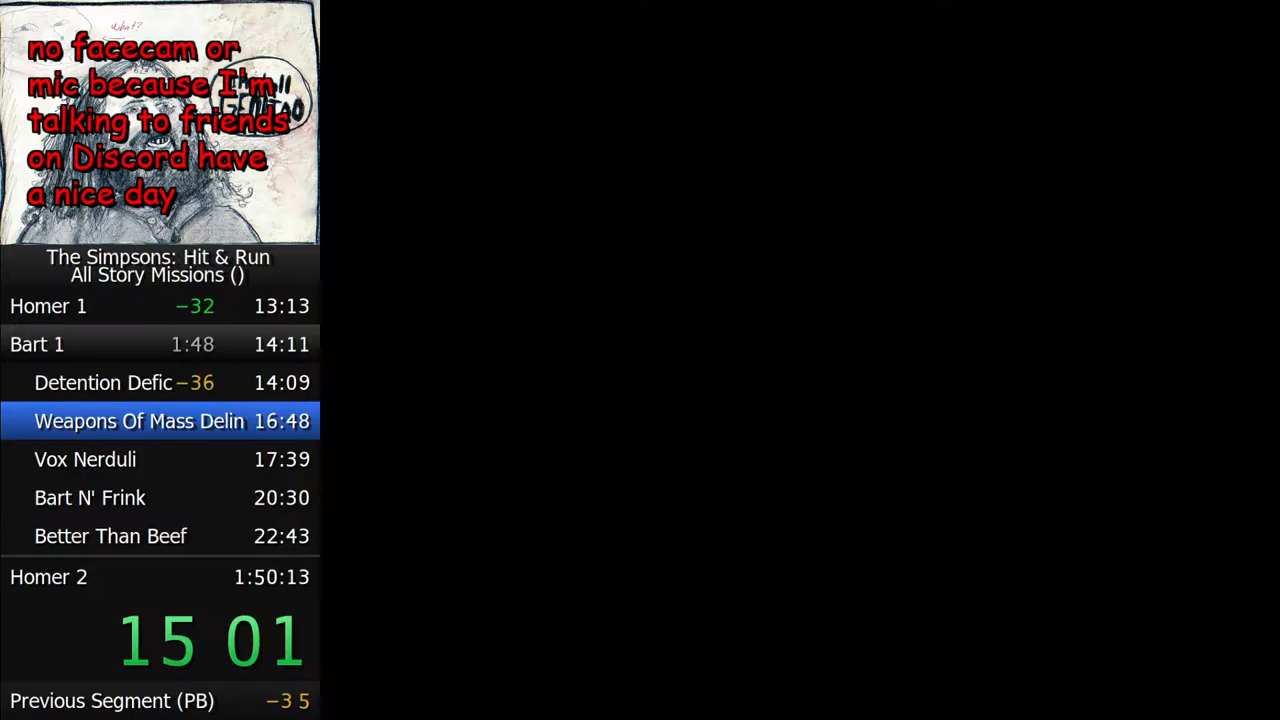 What?
no facecam or
mic because I'm
talking to friends
on Discord have
a nice day
The Simpsons: Hit & Run
All Story Missions ()
Homer 1 −32 13:13
Bart 1 1:48 14:11
Detention Defic −36 14:09
Weapons Of Mass Delin 16:48
Vox Nerduli 17:39
Bart N' Frink 20:30
Better Than Beef 22:43
Homer 2 1:50:13
15 01
Previous Segment (PB) −3 5